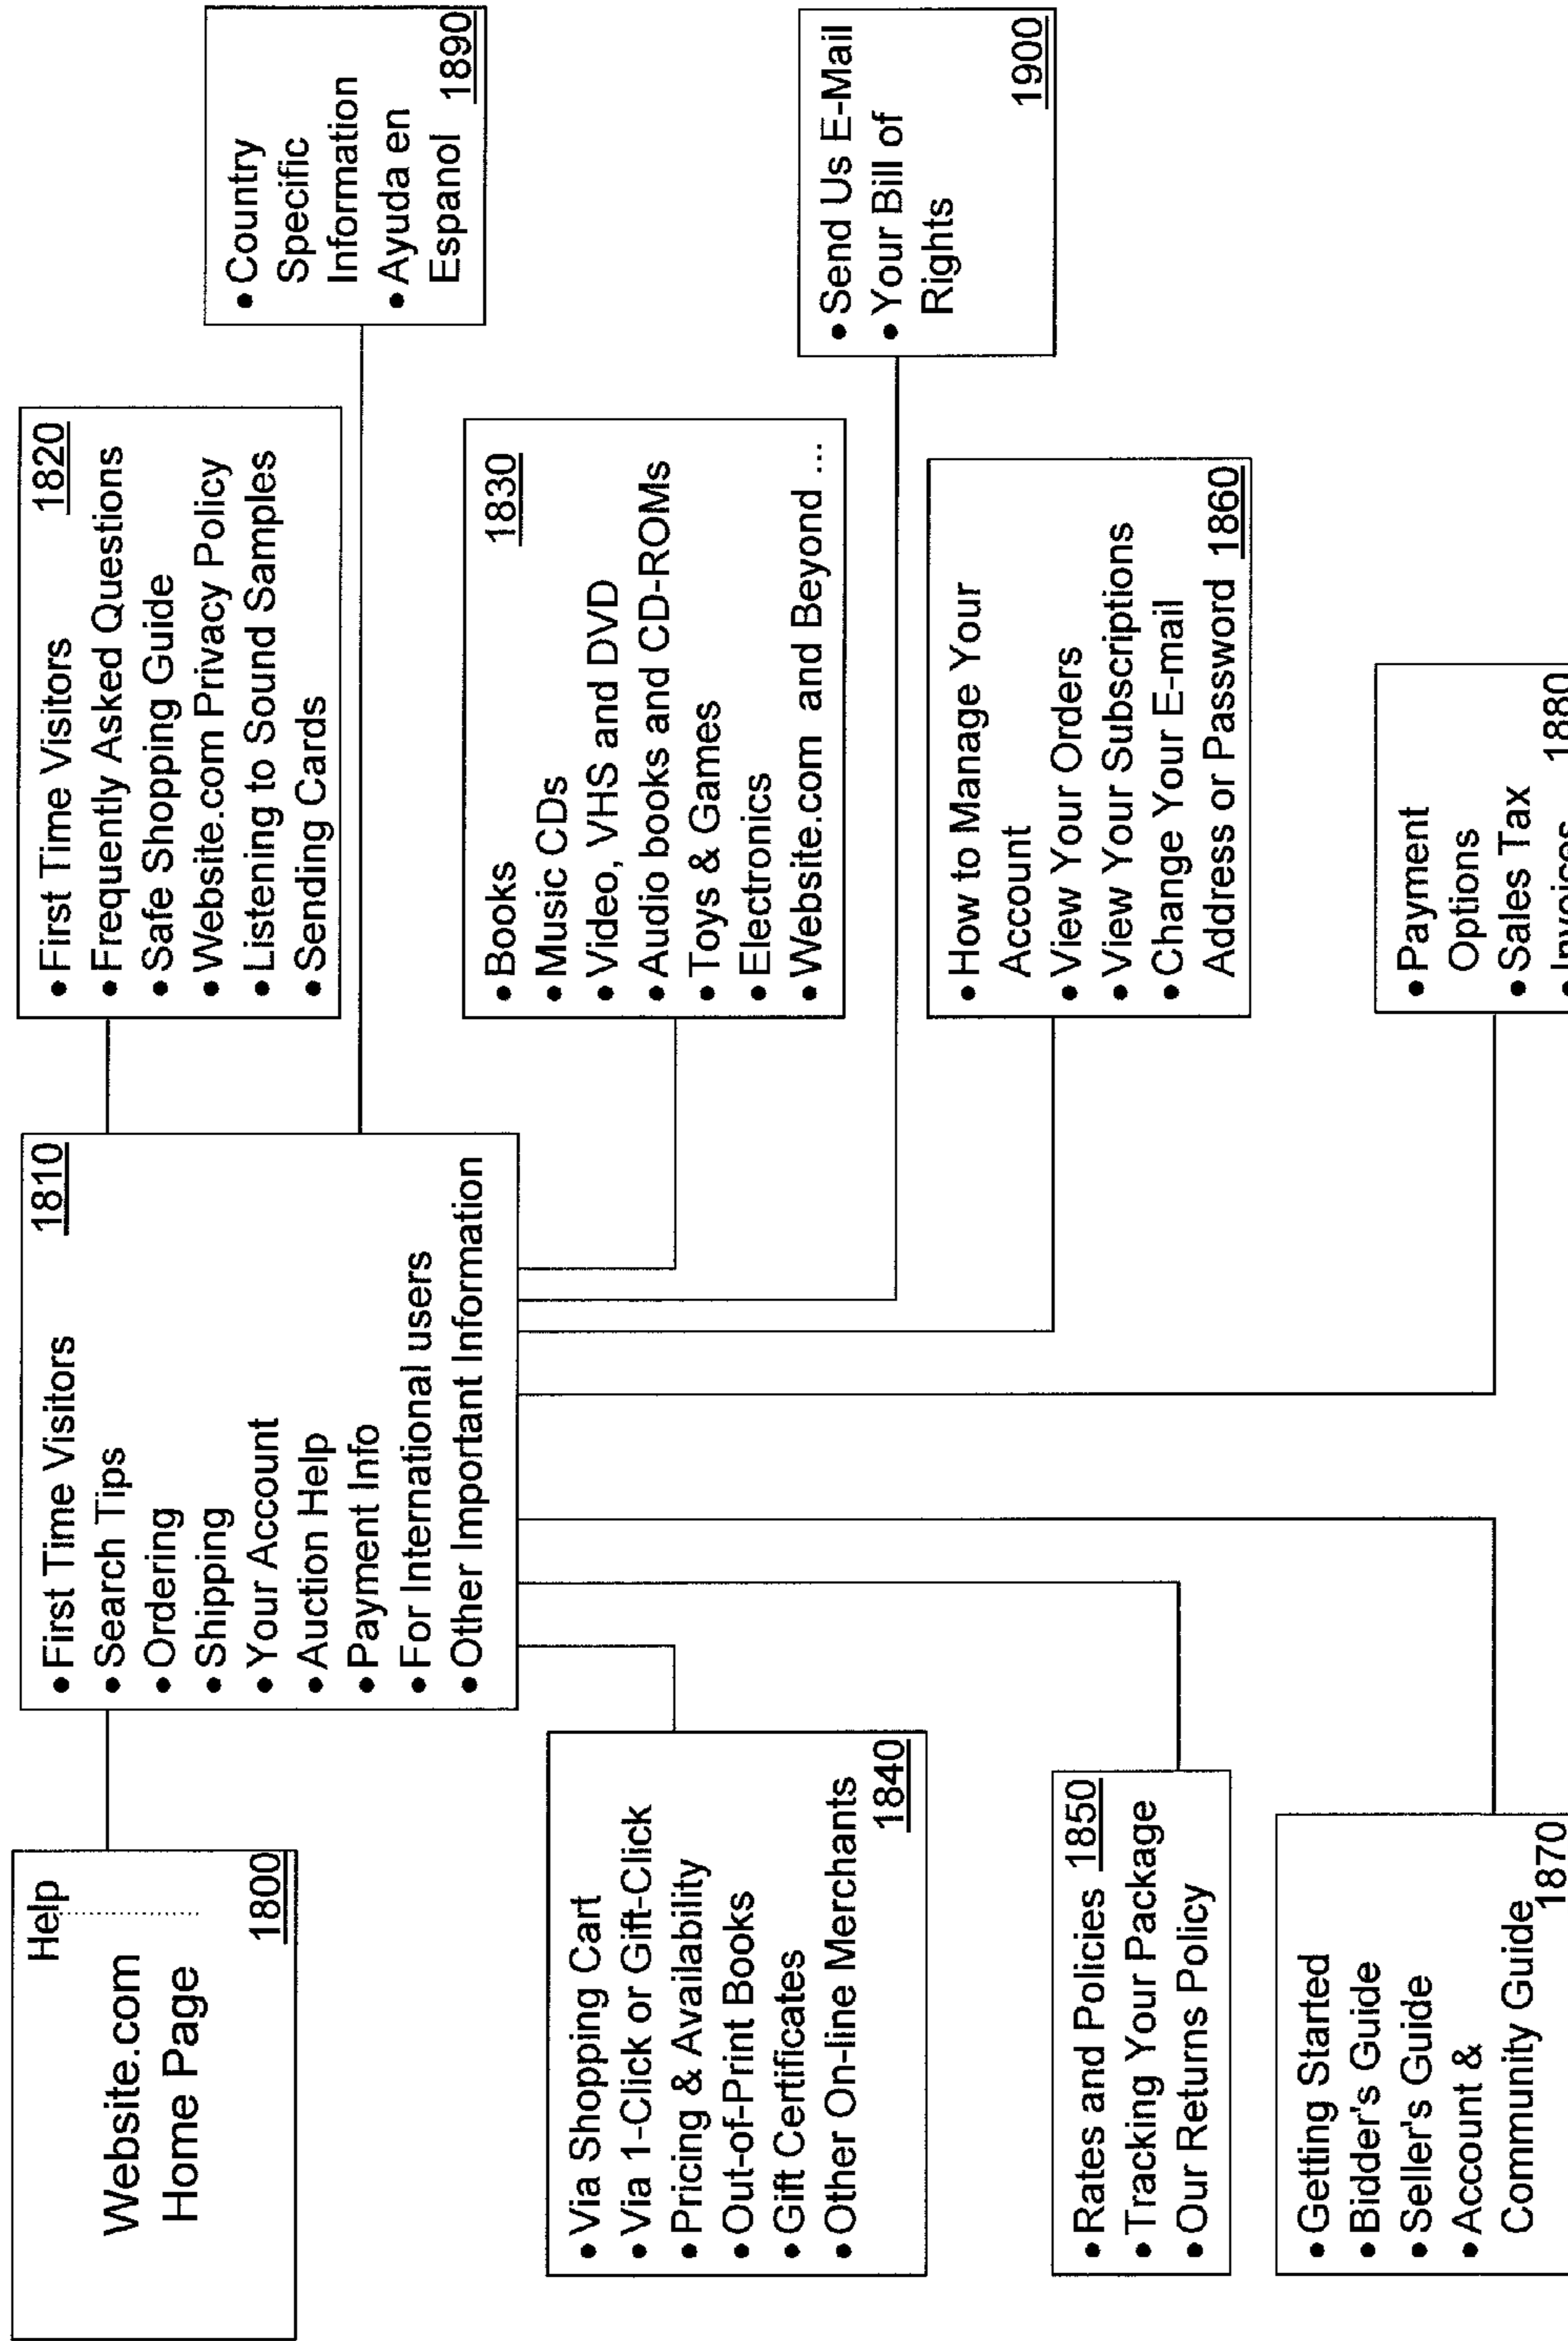 Help
Website.com
Home Page
1800
1810
• First Time Visitors
• Search Tips
• Ordering
• Shipping
• Your Account
• Auction Help
• Payment Info
• For International users
• Other Important Information
• First Time Visitors 1820
• Frequently Asked Questions
• Safe Shopping Guide
• Website.com Privacy Policy
• Listening to Sound Samples
• Sending Cards
• Country
Specific
Information
• Ayuda en
Espanol 1890
• Via Shopping Cart
• Via 1-Click or Gift-Click
• Pricing & Availability
• Out-of-Print Books
• Gift Certificates
• Other On-line Merchants
1840
• Books 1830
• Music CDs
• Video, VHS and DVD
• Audio books and CD-ROMs
• Toys & Games
• Electronics
• Website.com and Beyond ...
• Send Us E-Mail
• Your Bill of
Rights
1900
• Rates and Policies 1850
• Tracking Your Package
• Our Returns Policy
• How to Manage Your
Account
• View Your Orders
• View Your Subscriptions
• Change Your E-mail
Address or Password 1860
• Getting Started
• Bidder's Guide
• Seller's Guide
• Account &
Community Guide
1870
• Payment
Options
• Sales Tax
• Invoices 1880